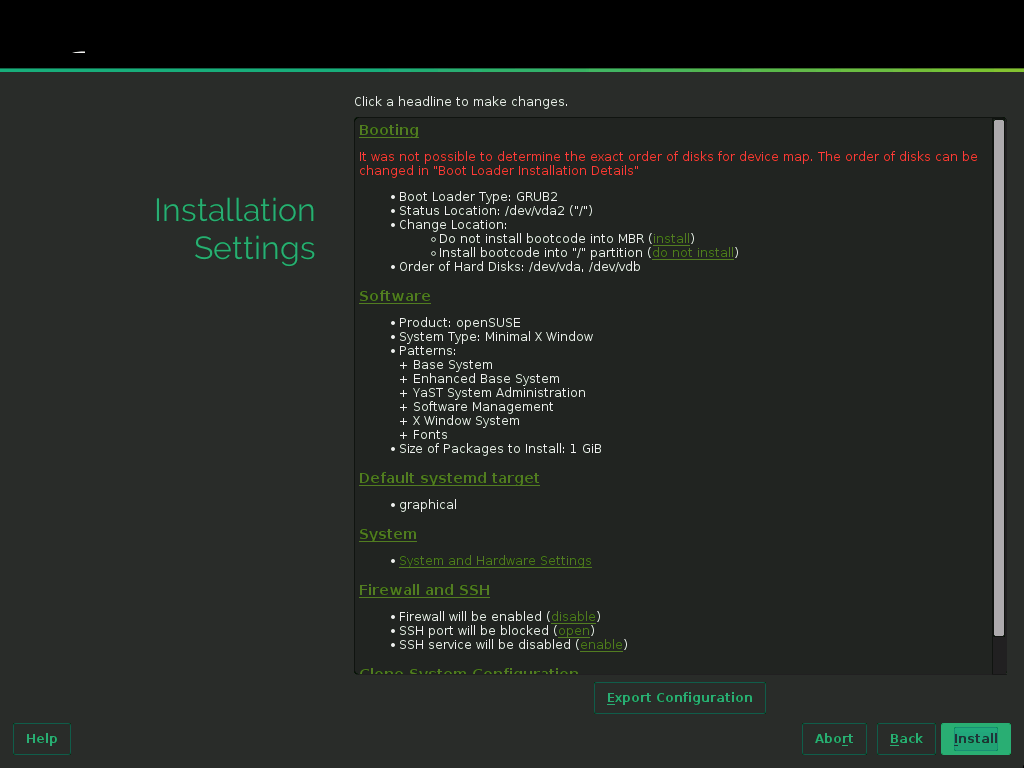 Click a headline to make changes.
Installation
Settings
Booting
It was not possible to determine the exact order of disks for device map. The order of disks can be
changed in "Boot Loader Installation Details"
• Boot Loader Type: GRUB2
• Status Location: /dev/vda2 ("/")
• Change Location:
◦ Do not install bootcode into MBR (install)
◦ Install bootcode into "/" partition (do not install)
• Order of Hard Disks: /dev/vda, /dev/vdb
Software
• Product: openSUSE
• System Type: Minimal X Window
• Patterns:
+ Base System
+ Enhanced Base System
+ YaST System Administration
+ Software Management
+ X Window System
+ Fonts
• Size of Packages to Install: 1 GiB
Default systemd target
• graphical
System
• System and Hardware Settings
Firewall and SSH
• Firewall will be enabled (disable)
• SSH port will be blocked (open)
• SSH service will be disabled (enable)
Clone System Configuration
Export Configuration
Help
Abort
Back
Install